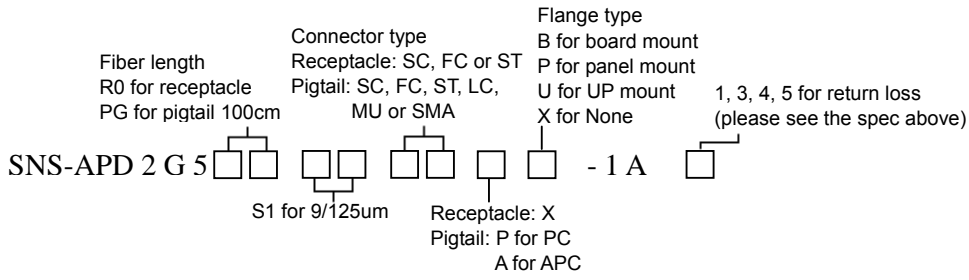 Flange type
B for board mount
P for panel mount
U for UP mount
X for None
Connector type
Receptacle: SC, FC or ST
Pigtail: SC, FC, ST, LC,
MU or SMA
Fiber length
R0 for receptacle
PG for pigtail 100cm
1, 3, 4, 5 for return loss
(please see the spec above)
SNS-APD 2 G 5 - 1 A
S1 for 9/125um
Receptacle: X
Pigtail: P for PC
A for APC